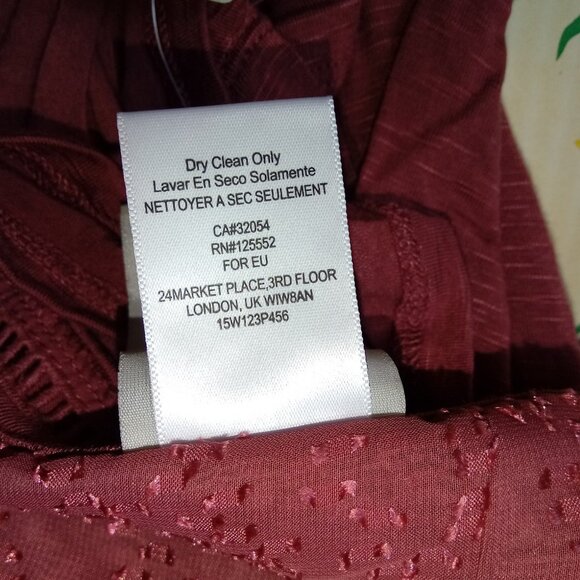 Dry Clean Only
Lavar En Seco Solamente
NETTOYER A SEC SEULEMENT
CA#32054
RN#125552
FOR EU
24MARKET PLACE,3RD FLOOR
LONDON, UK WIW8AN
15W123P456